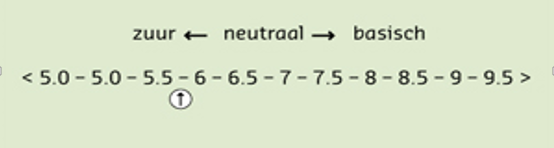 zuur ← neutraal → basisch
< 5.0 – 5.0 – 5.5 – 6 – 6.5 – 7 – 7.5 – 8 – 8.5 – 9 – 9.5 >
↑